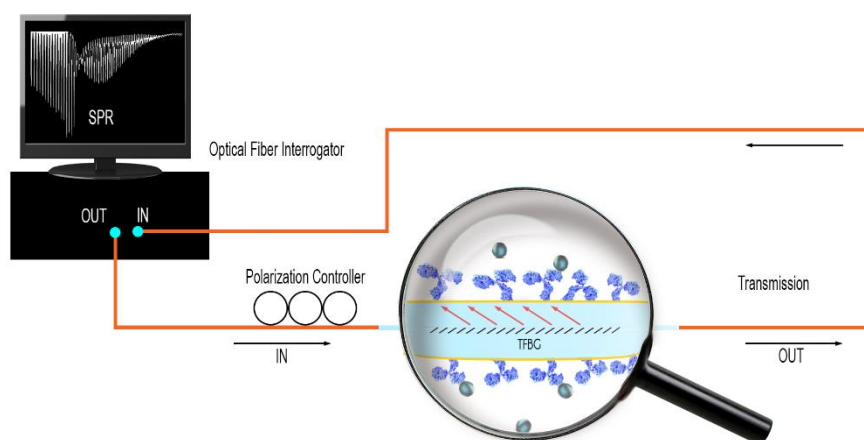 SPR
Optical Fiber Interrogator
OUT
IN
Polarization Controller
Transmission
TFBG
IN
OUT